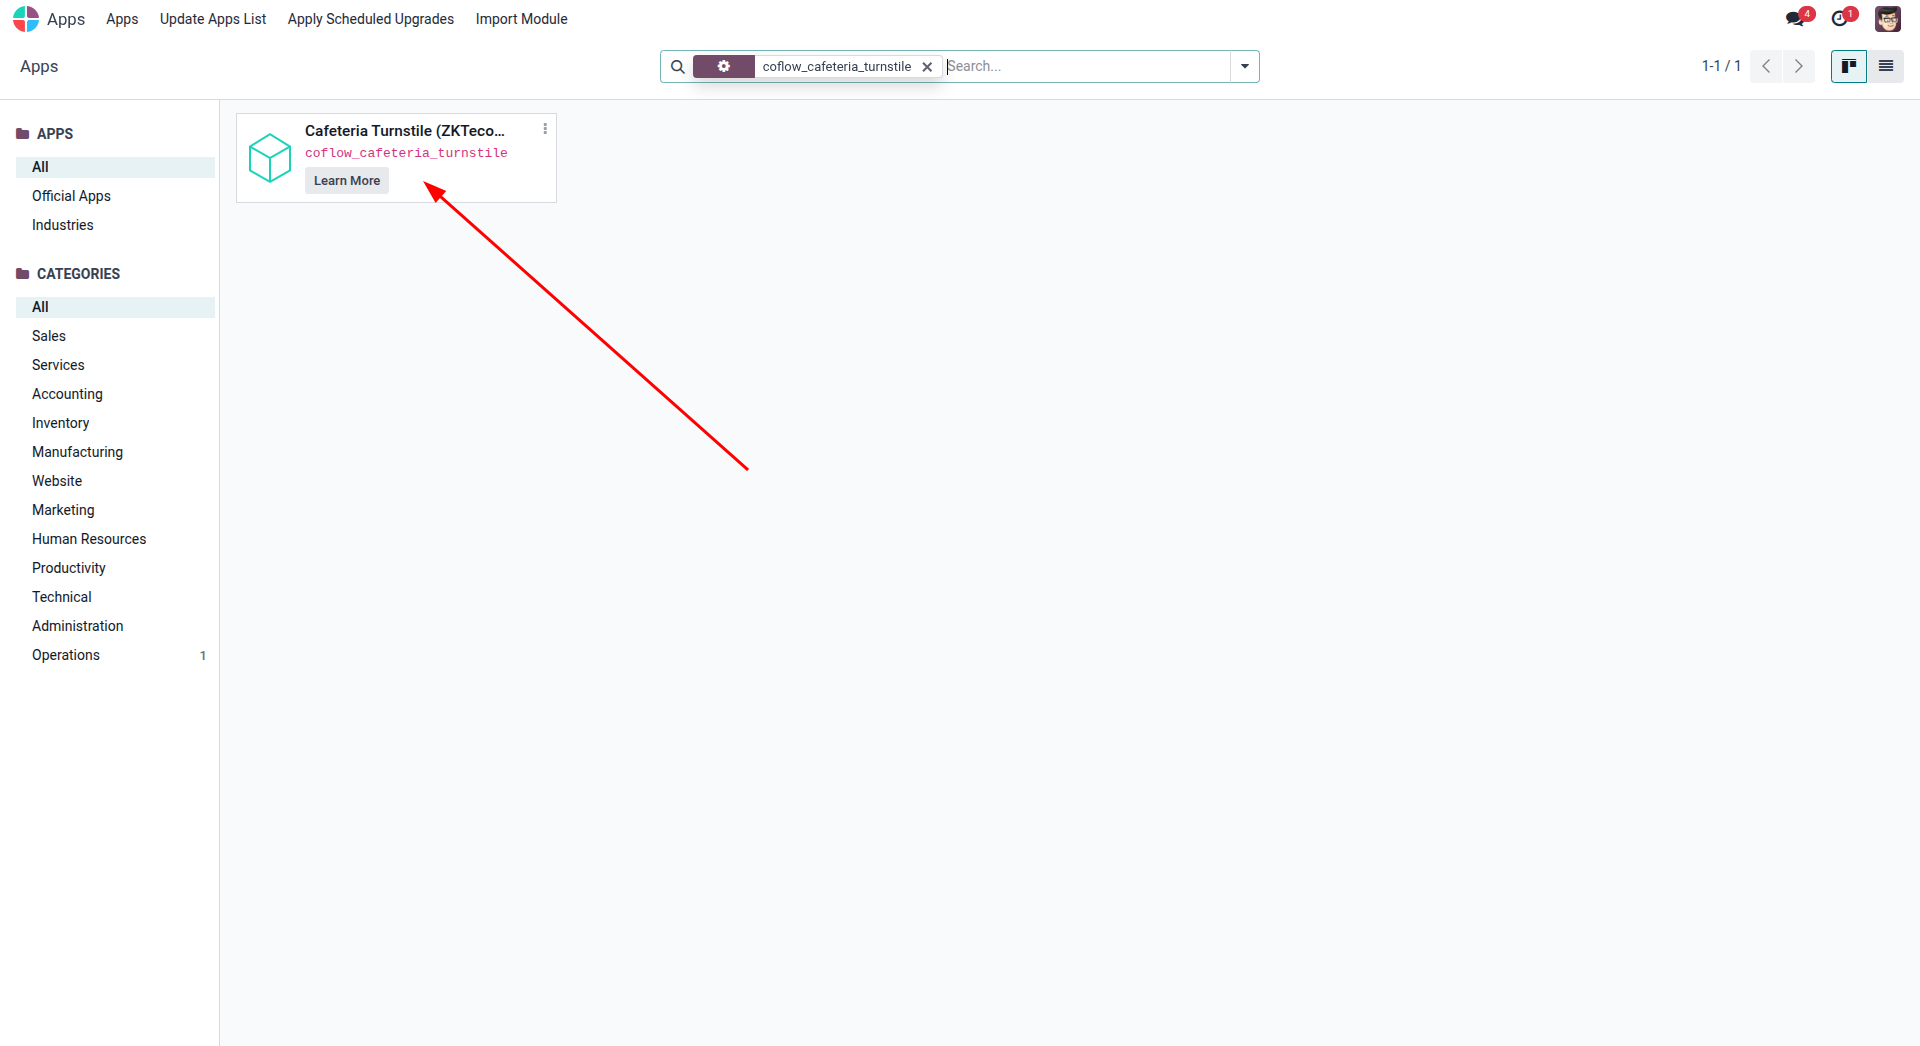 Apps Apps Update Apps List Apply Scheduled Upgrades Import Module 4 1
Apps coflow_cafeteria_turnstile Search... 1-1 / 1
APPS
All
Official Apps
Industries
CATEGORIES
All
Sales
Services
Accounting
Inventory
Manufacturing
Website
Marketing
Human Resources
Productivity
Technical
Administration
Operations 1
Cafeteria Turnstile (ZKTeco...
coflow_cafeteria_turnstile
Learn More